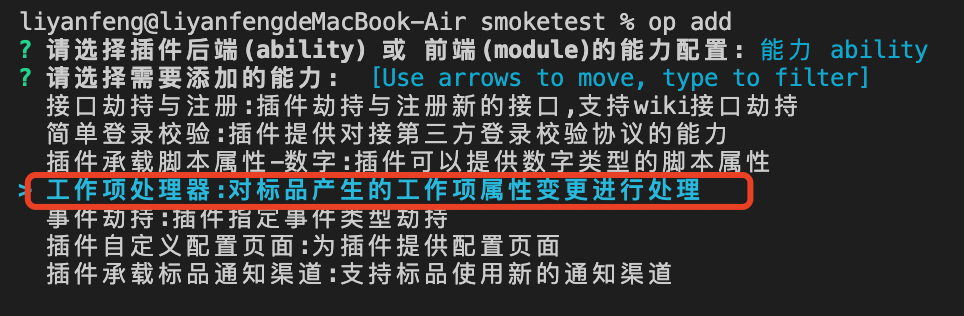 liyanfeng@liyanfengdeMacBook-Air smoketest % op add
? 请选择插件后端(ability) 或 前端(module)的能力配置: 能力 ability
? 请选择需要添加的能力: [Use arrows to move, type to filter]
接口劫持与注册:插件劫持与注册新的接口,支持wiki接口劫持
简单登录校验:插件提供对接第三方登录校验协议的能力
插件承载脚本属性-数字:插件可以提供数字类型的脚本属性
> 工作项处理器:对标品产生的工作项属性变更进行处理
事件劫持:插件指定事件类型劫持
插件自定义配置页面:为插件提供配置页面
插件承载标品通知渠道:支持标品使用新的通知渠道